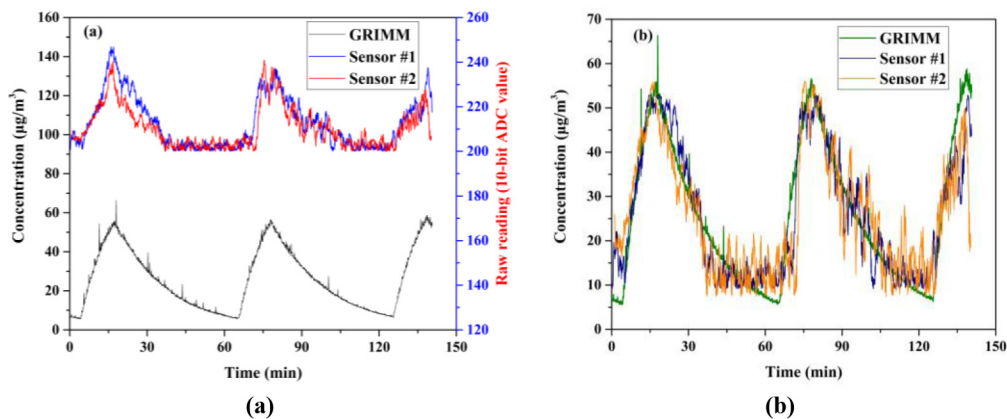 (a)
GRIMM
Sensor #1
Sensor #2
Concentration (µg/m³)
160
140
120
100
80
60
40
20
0
0
30
60
90
120
150
Time (min)
260
240
220
200
180
160
140
120
Raw reading (10-bit ADC value)
(a)
(b)
GRIMM
Sensor #1
Sensor #2
Concentration (µg/m³)
70
60
50
40
30
20
10
0
0
30
60
90
120
150
Time (min)
(b)